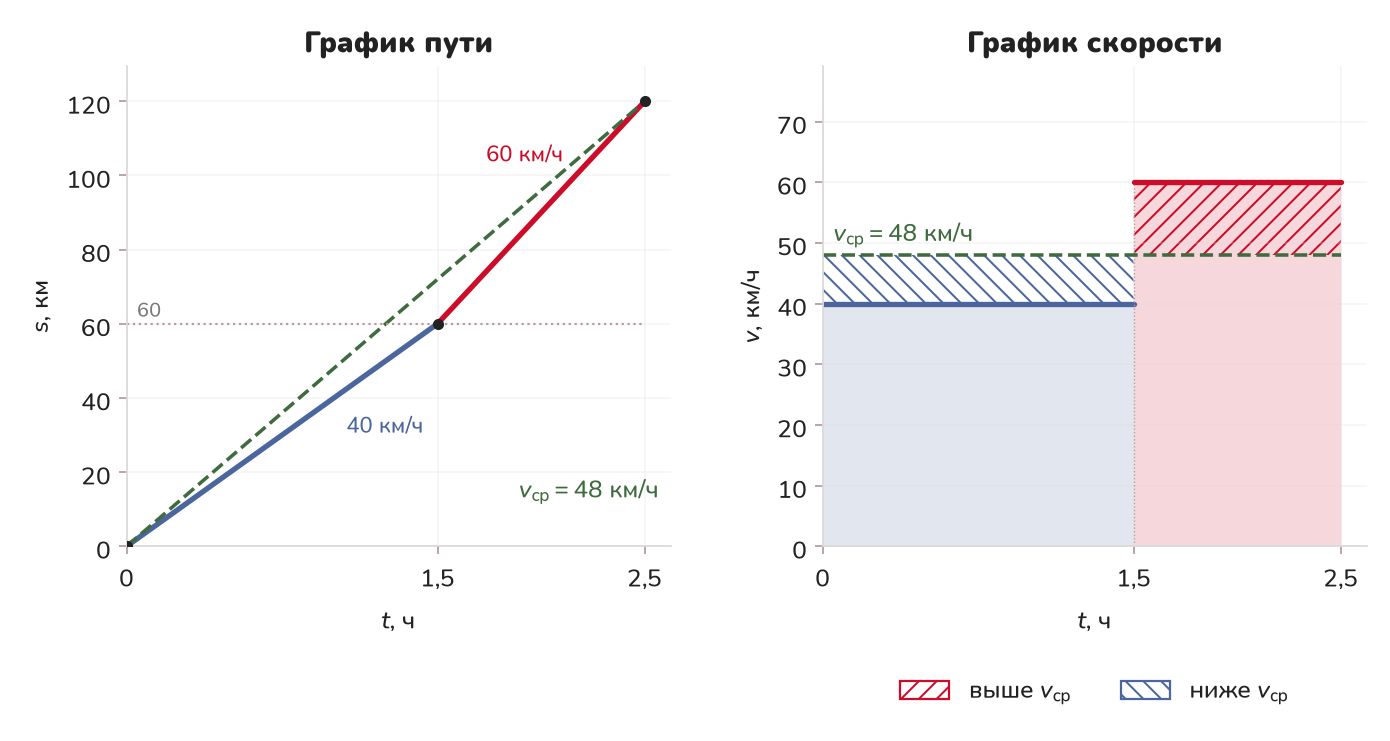 График пути
120
100
80
60
40
20
0
s, км
60
60 км/ч
40 км/ч
vср = 48 км/ч
0
1,5
2,5
t, ч
График скорости
70
60
50
40
30
20
10
0
v, км/ч
vср = 48 км/ч
0
1,5
2,5
t, ч
выше vср
ниже vср